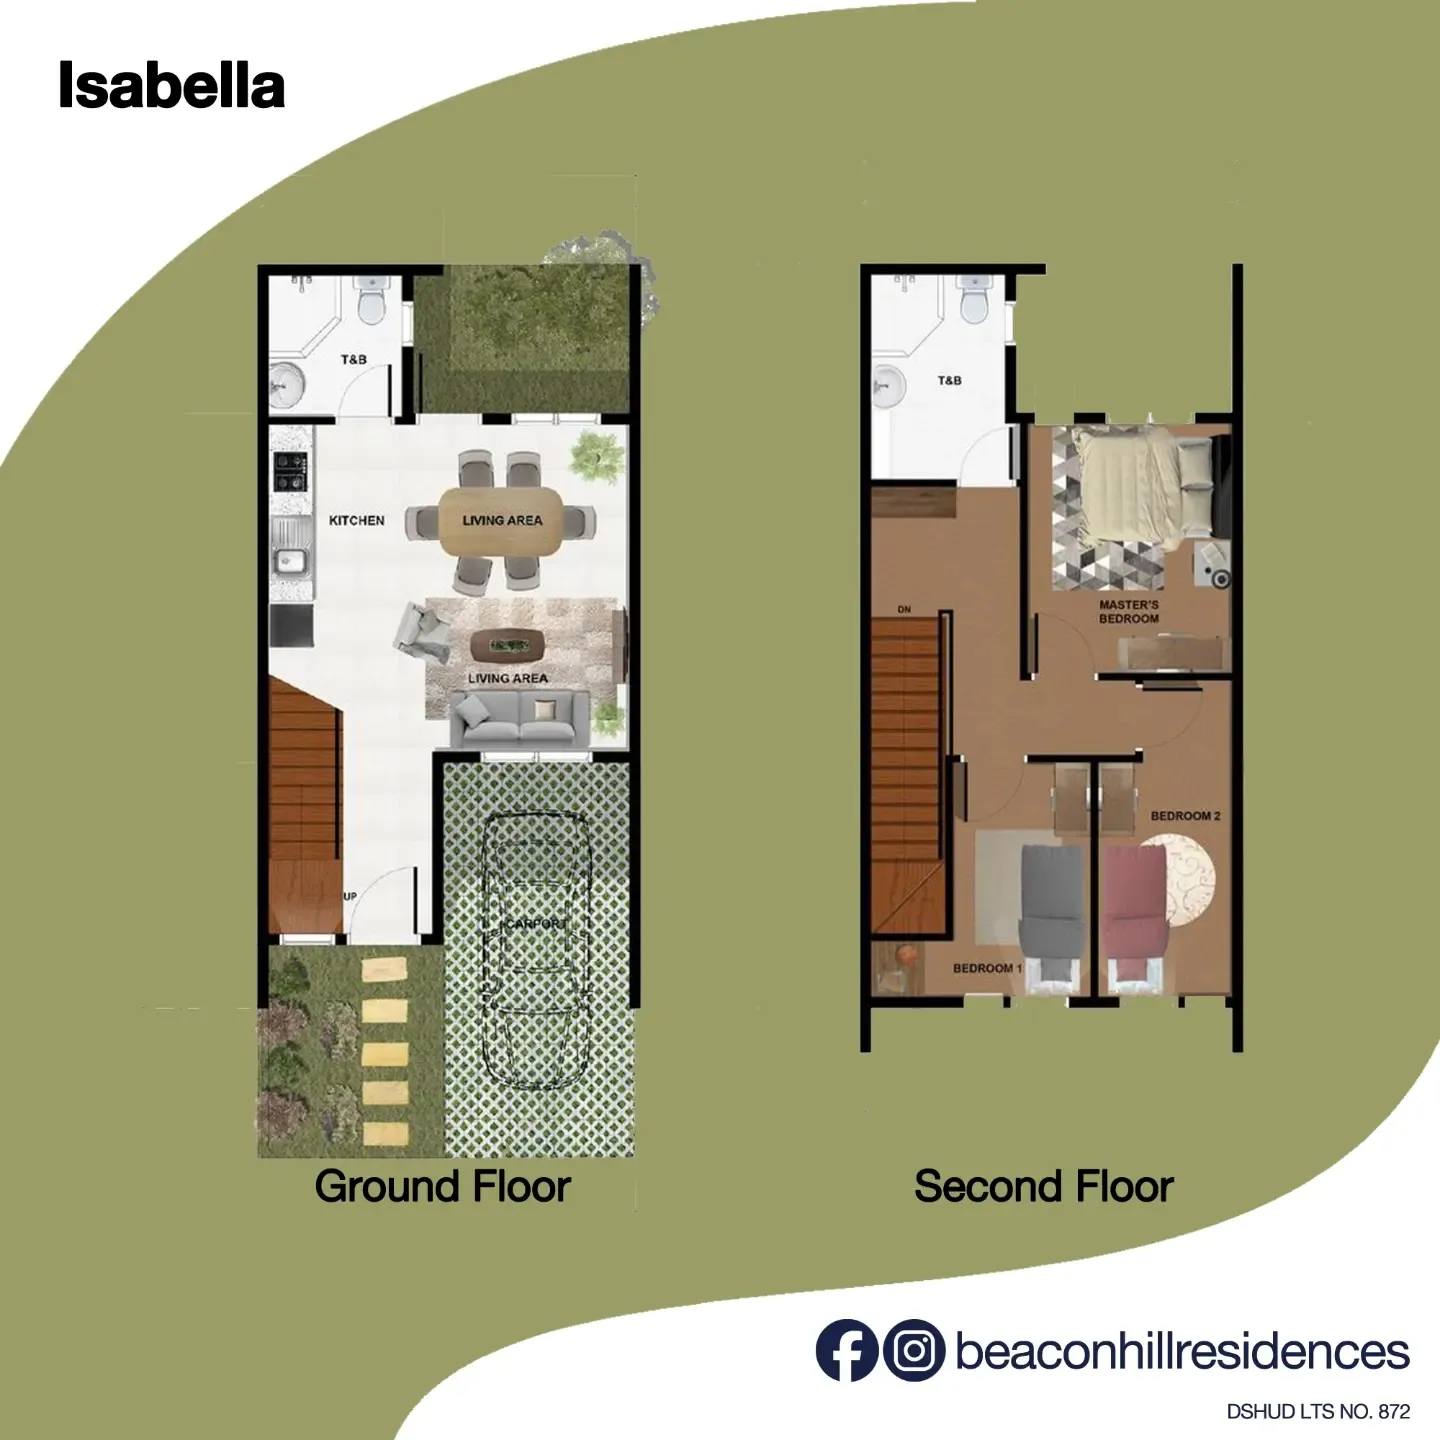 Isabella
T&B
KITCHEN
LIVING AREA
LIVING AREA
UP
CARPORT
Ground Floor
T&B
DN
MASTER'S
BEDROOM
BEDROOM 2
BEDROOM 1
Second Floor
beaconhillresidences
DSHUD LTS NO. 872